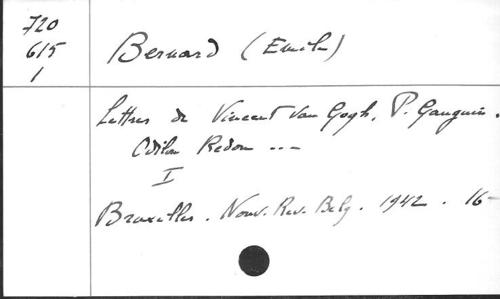 720
615
1
Bernard (Emile)
Lettres de Vincent Van Gogh, P. Gauguin.
Odilon Redon ---
I
Bruxelles. Nouv. Rev. Belg. 1942. 16-